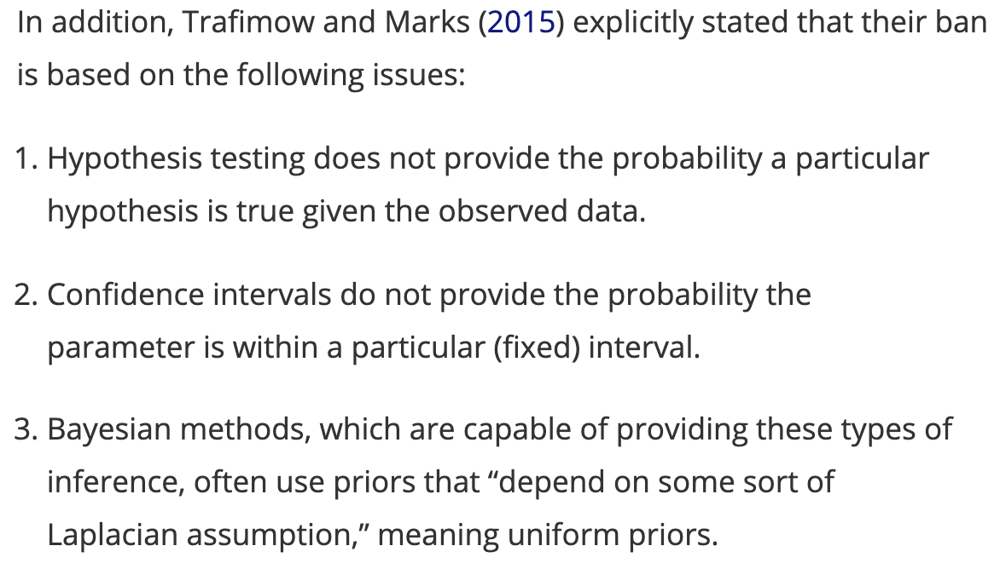 In addition, Trafimow and Marks (2015) explicitly stated that their ban
is based on the following issues:
1. Hypothesis testing does not provide the probability a particular
hypothesis is true given the observed data.
2. Confidence intervals do not provide the probability the
parameter is within a particular (fixed) interval.
3. Bayesian methods, which are capable of providing these types of
inference, often use priors that “depend on some sort of
Laplacian assumption,” meaning uniform priors.